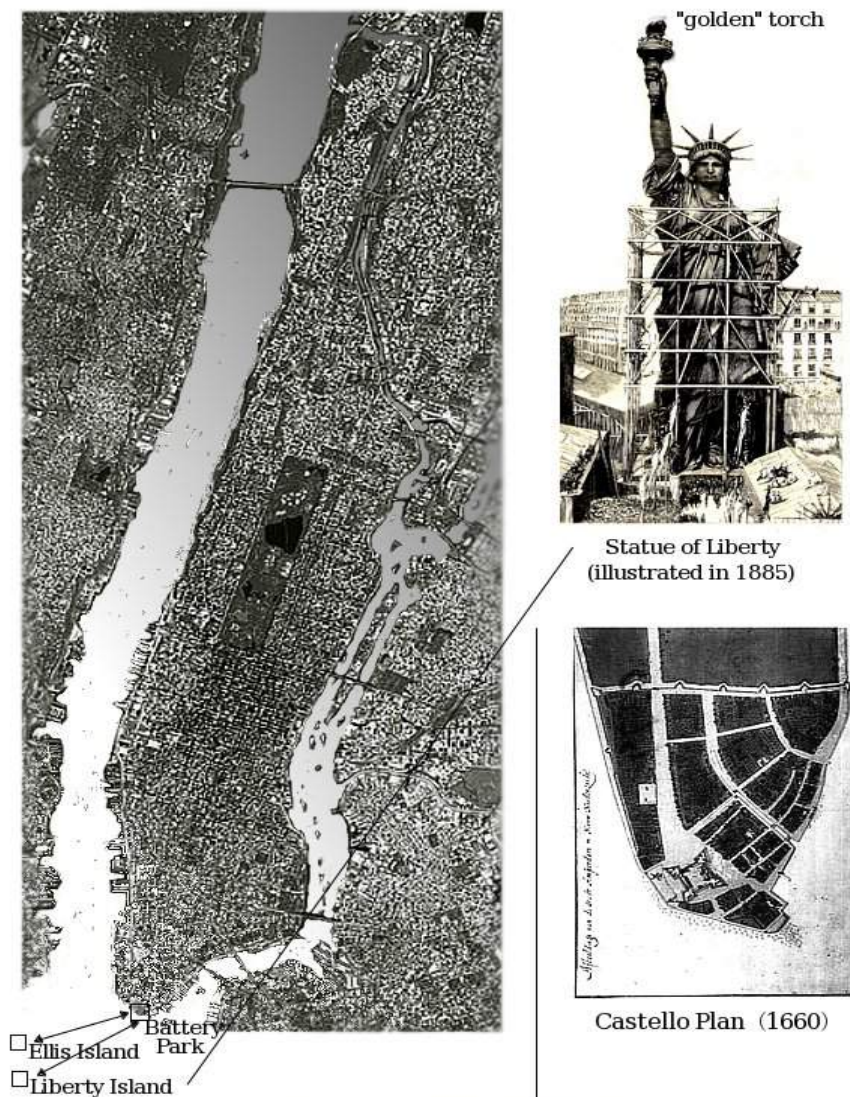 "golden" torch
Statue of Liberty
(illustrated in 1885)
Castello Plan (1660)
Battery
Park
Ellis Island
Liberty Island